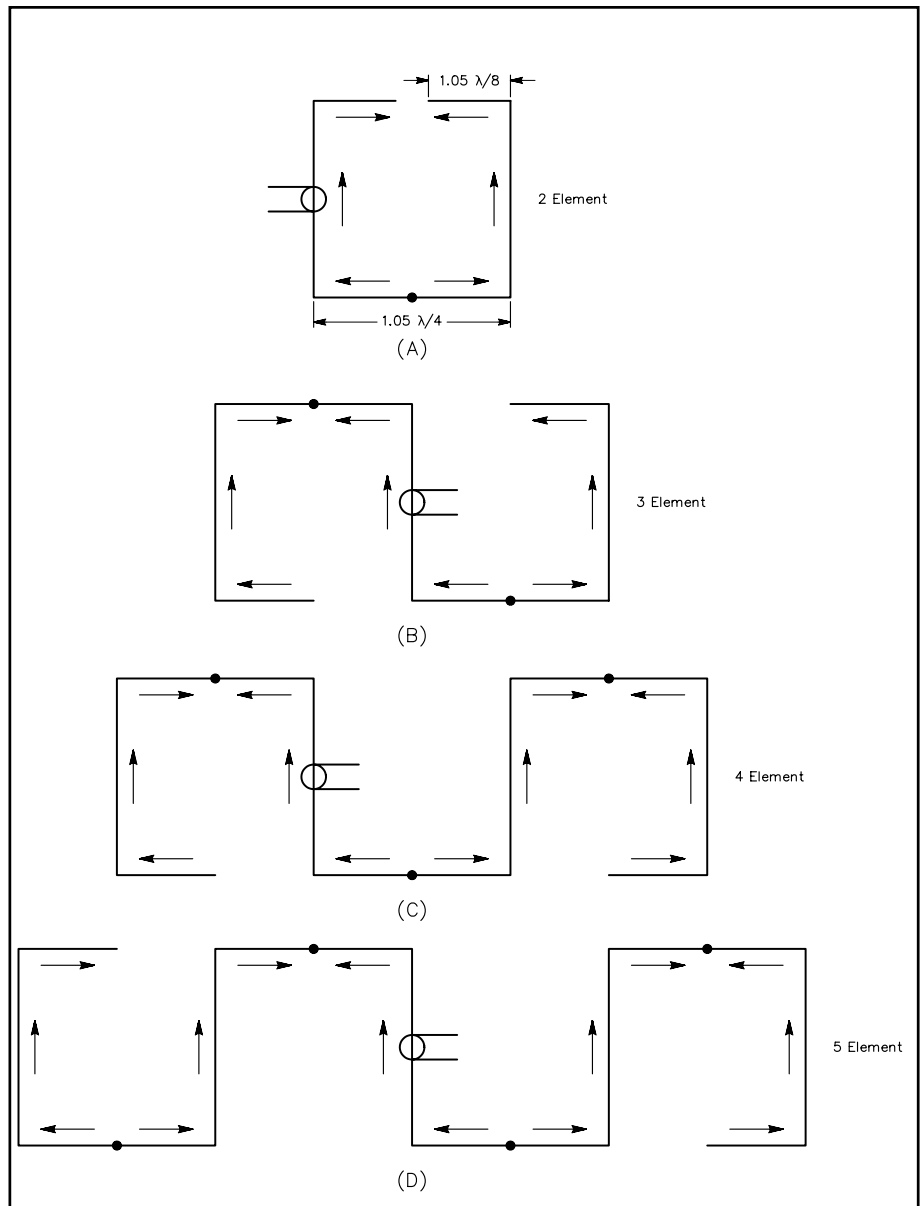 1.05 λ/8
2 Element
1.05 λ/4
(A)
3 Element
(B)
4 Element
(C)
5 Element
(D)